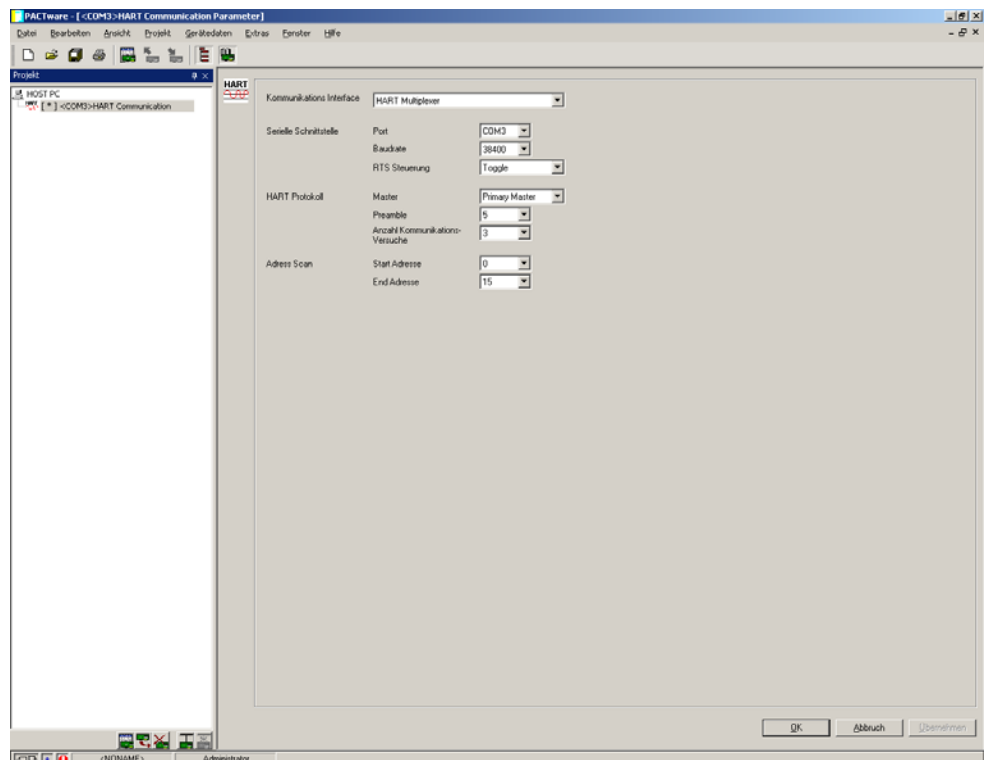 PACTware - [<COM3>HART Communication Parameter]
Datei Bearbeiten Ansicht Projekt Gerätedaten Extras Fenster Hilfe
Projekt
HOST PC
[ * ] <COM3>HART Communication
HART
Kommunikations Interface HART Multiplexer
Serielle Schnittstelle Port COM3
Baudrate 38400
RTS Steuerung Toggle
HART Protokoll Master Primary Master
Preamble 5
Anzahl Kommunikations-
Versuche 3
Adress Scan Start Adresse 0
End Adresse 15
OK Abbruch Übernehmen
<NONAME> Administrator